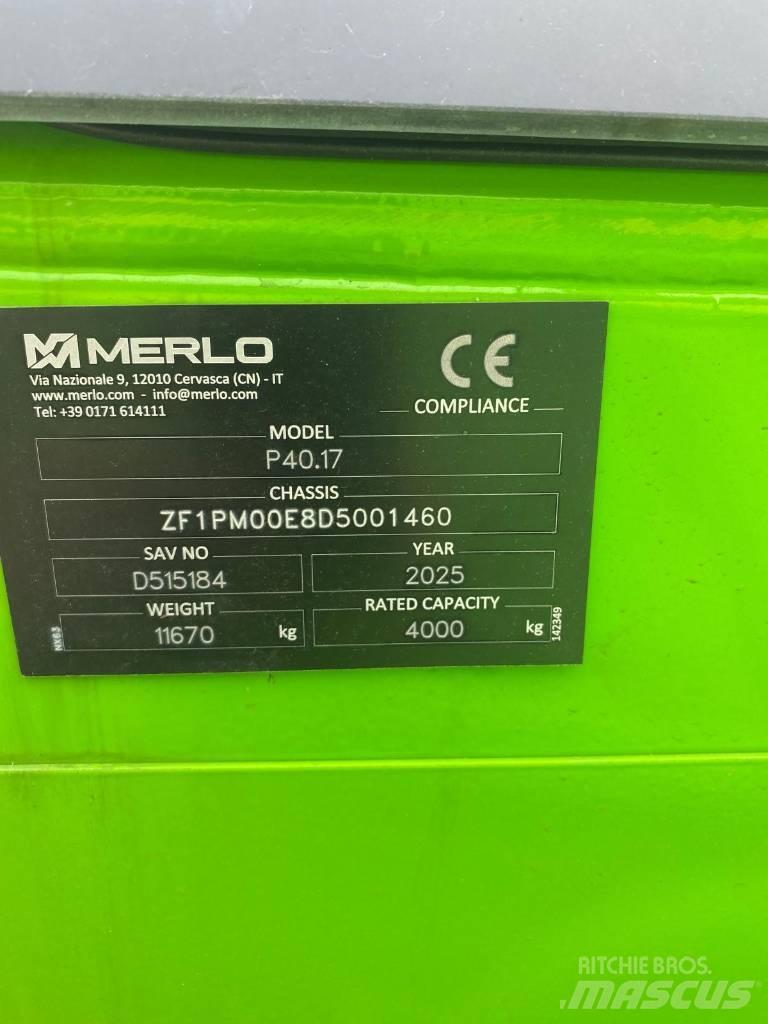 MERLO
Via Nazionale 9, 12010 Cervasca (CN) - IT
www.merlo.com - info@merlo.com
Tel: +39 0171 614111
CE
COMPLIANCE
MODEL
P40.17
CHASSIS
ZF1PM00E8D5001460
SAV NO
D515184
YEAR
2025
WEIGHT
11670 kg
RATED CAPACITY
4000 kg
NX63
142349
RITCHIE BROS.
MASCUS